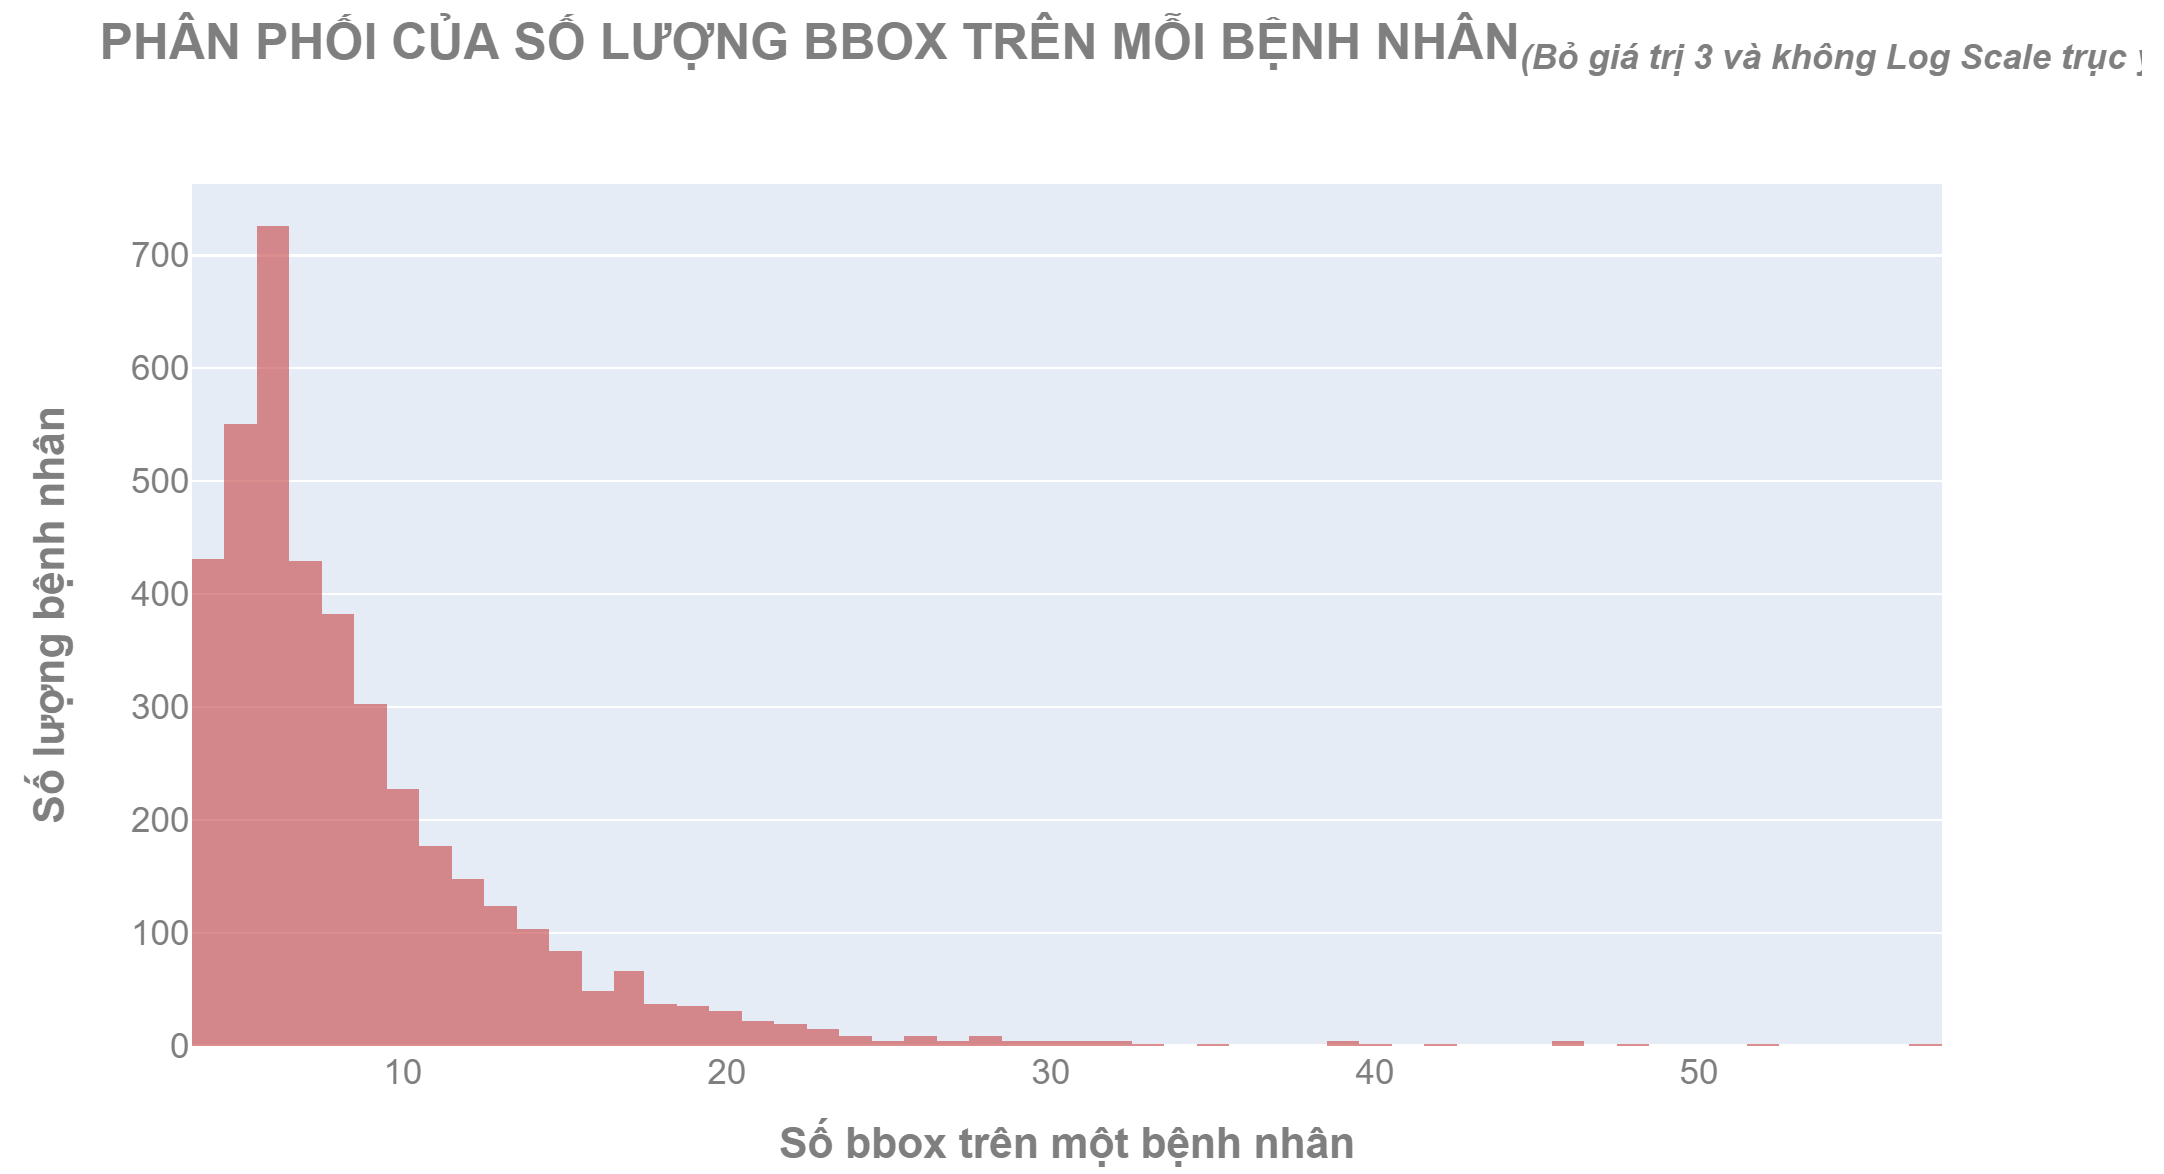 PHÂN PHỐI CỦA SỐ LƯỢNG BBOX TRÊN MỖI BỆNH NHÂN (Bỏ giá trị 3 và không Log Scale trục y
Số lượng bệnh nhân
700
600
500
400
300
200
100
0
10 20 30 40 50
Số bbox trên một bệnh nhân